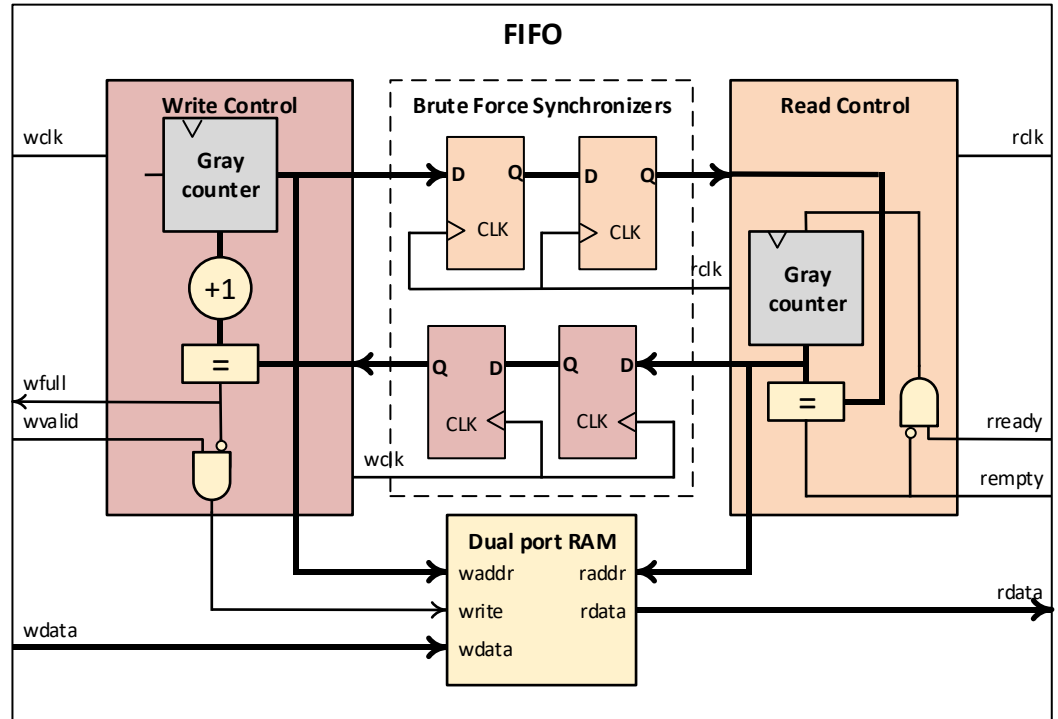 FIFO
Write Control
Brute Force Synchronizers
Read Control
wclk
rclk
Gray
counter
D
Q
D
Q
CLK
CLK
rclk
Gray
counter
+1
=
Q
D
Q
D
=
CLK
CLK
wfull
wvalid
wclk
rready
rempty
Dual port RAM
waddr
raddr
write
rdata
wdata
rdata
wdata